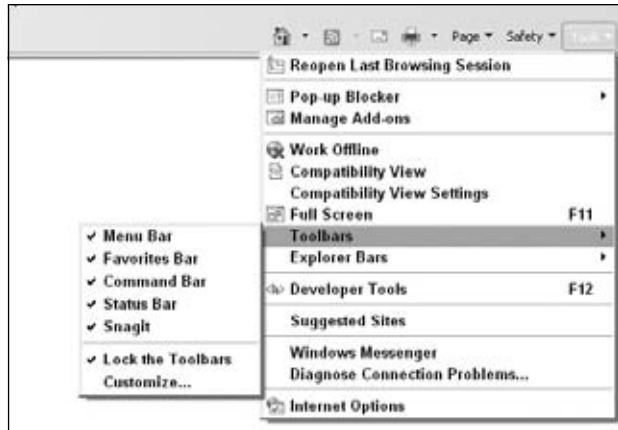 Page Safety Tools
Reopen Last Browsing Session
Pop-up Blocker
Manage Add-ons
Work Offline
Compatibility View
Compatibility View Settings
Full Screen F11
Toolbars
Explorer Bars
Developer Tools F12
Suggested Sites
Windows Messenger
Diagnose Connection Problems...
Internet Options
Menu Bar
Favorites Bar
Command Bar
Status Bar
SnagIt
Lock the Toolbars
Customize...